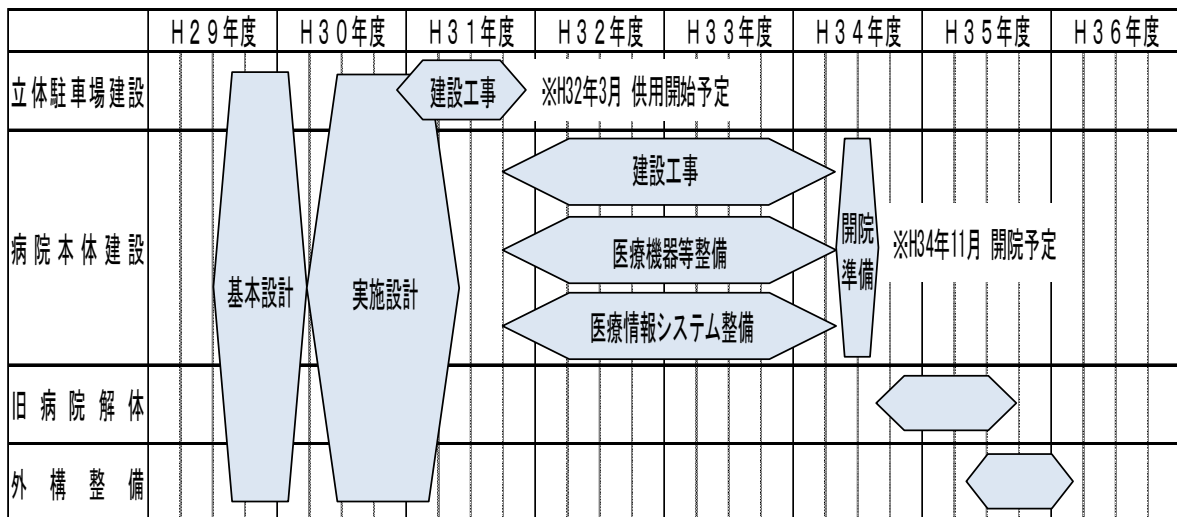 H29年度 H30年度 H31年度 H32年度 H33年度 H34年度 H35年度 H36年度
立体駐車場建設
建設工事 ※H32年3月 供用開始予定
病院本体建設
建設工事
医療機器等整備
医療情報システム整備
開院
準備
※H34年11月 開院予定
基本設計
実施設計
旧病院解体
外構整備